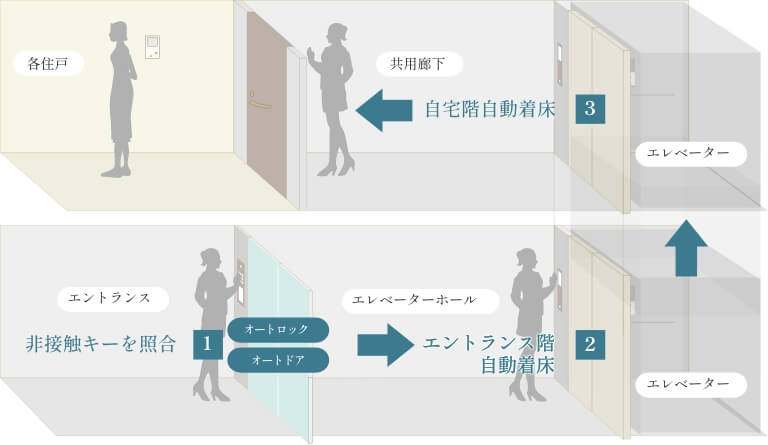 各住戸
共用廊下
自宅階自動着床
3
エレベーター
エントランス
エレベーターホール
非接触キーを照合
1
オートロック
オートドア
エントランス階
自動着床
2
エレベーター